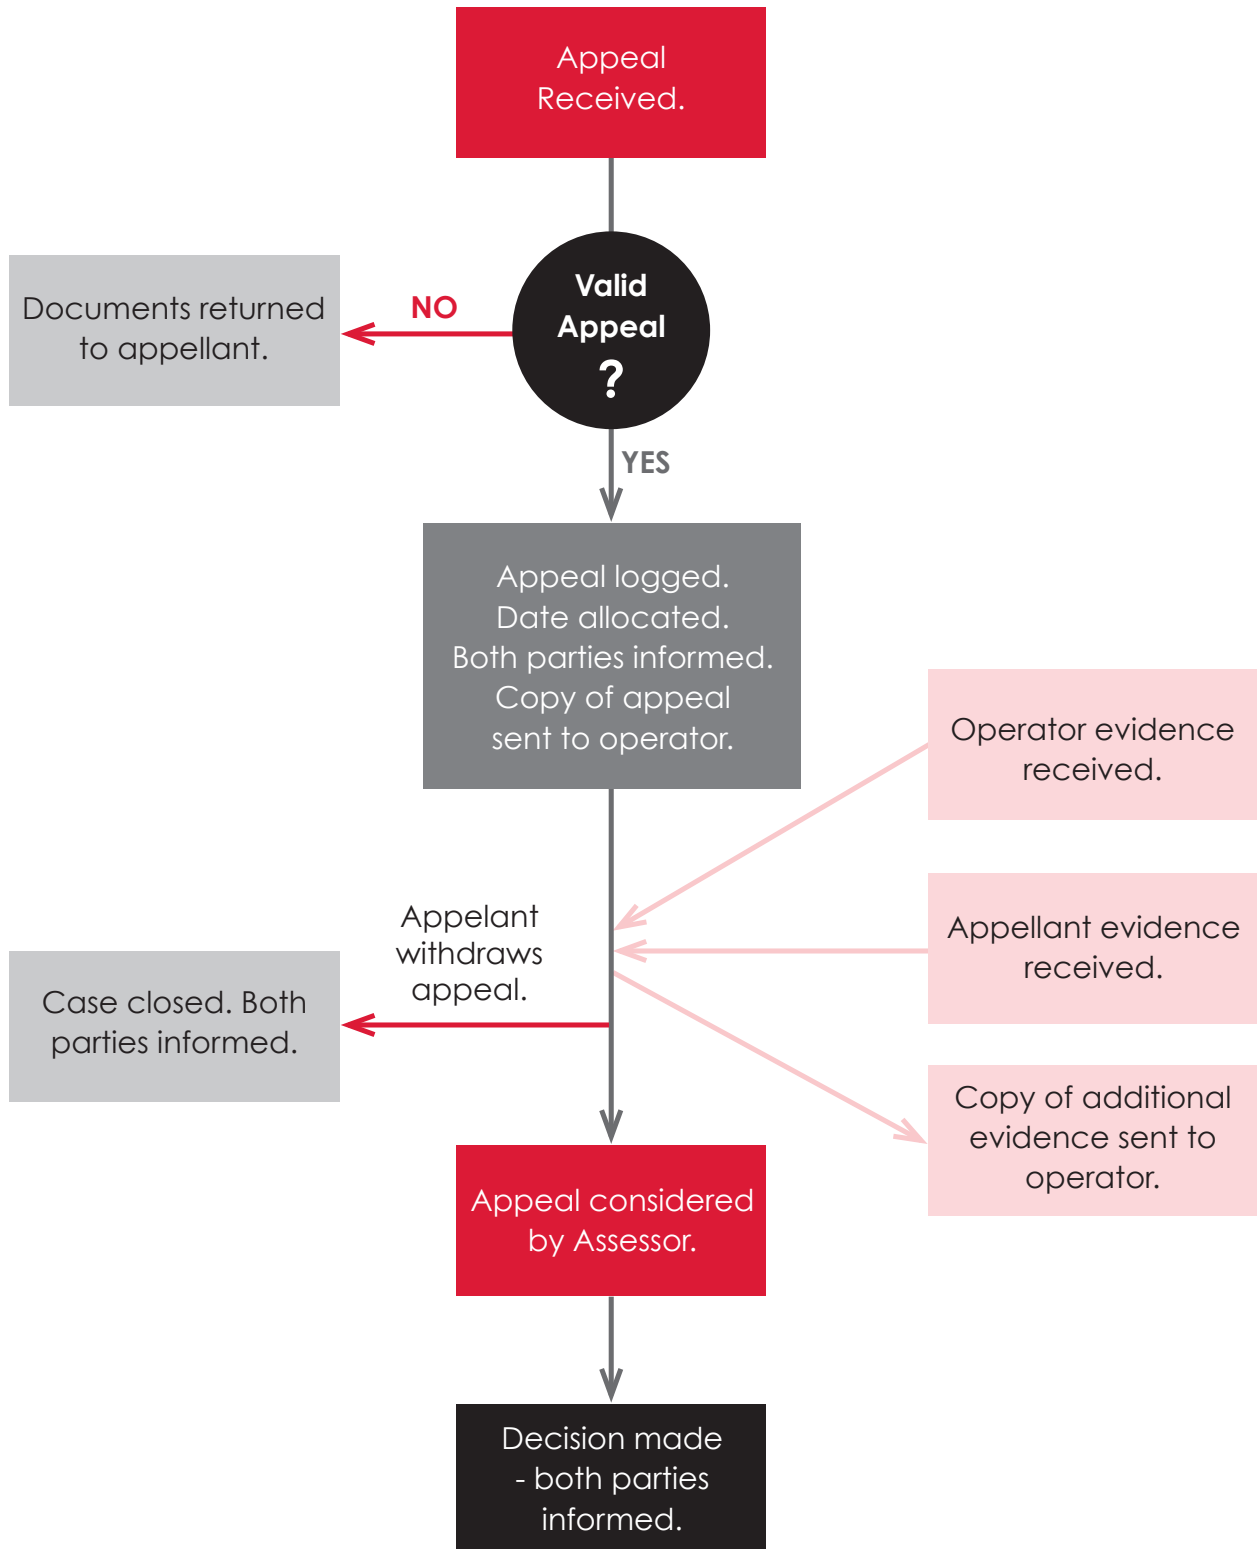 Appeal
Received.
Valid
Appeal
?
NO
Documents returned
to appellant.
YES
Appeal logged.
Date allocated.
Both parties informed.
Copy of appeal
sent to operator.
Operator evidence
received.
Appellant evidence
received.
Appelant
withdraws
appeal.
Case closed. Both
parties informed.
Copy of additional
evidence sent to
operator.
Appeal considered
by Assessor.
Decision made
- both parties
informed.